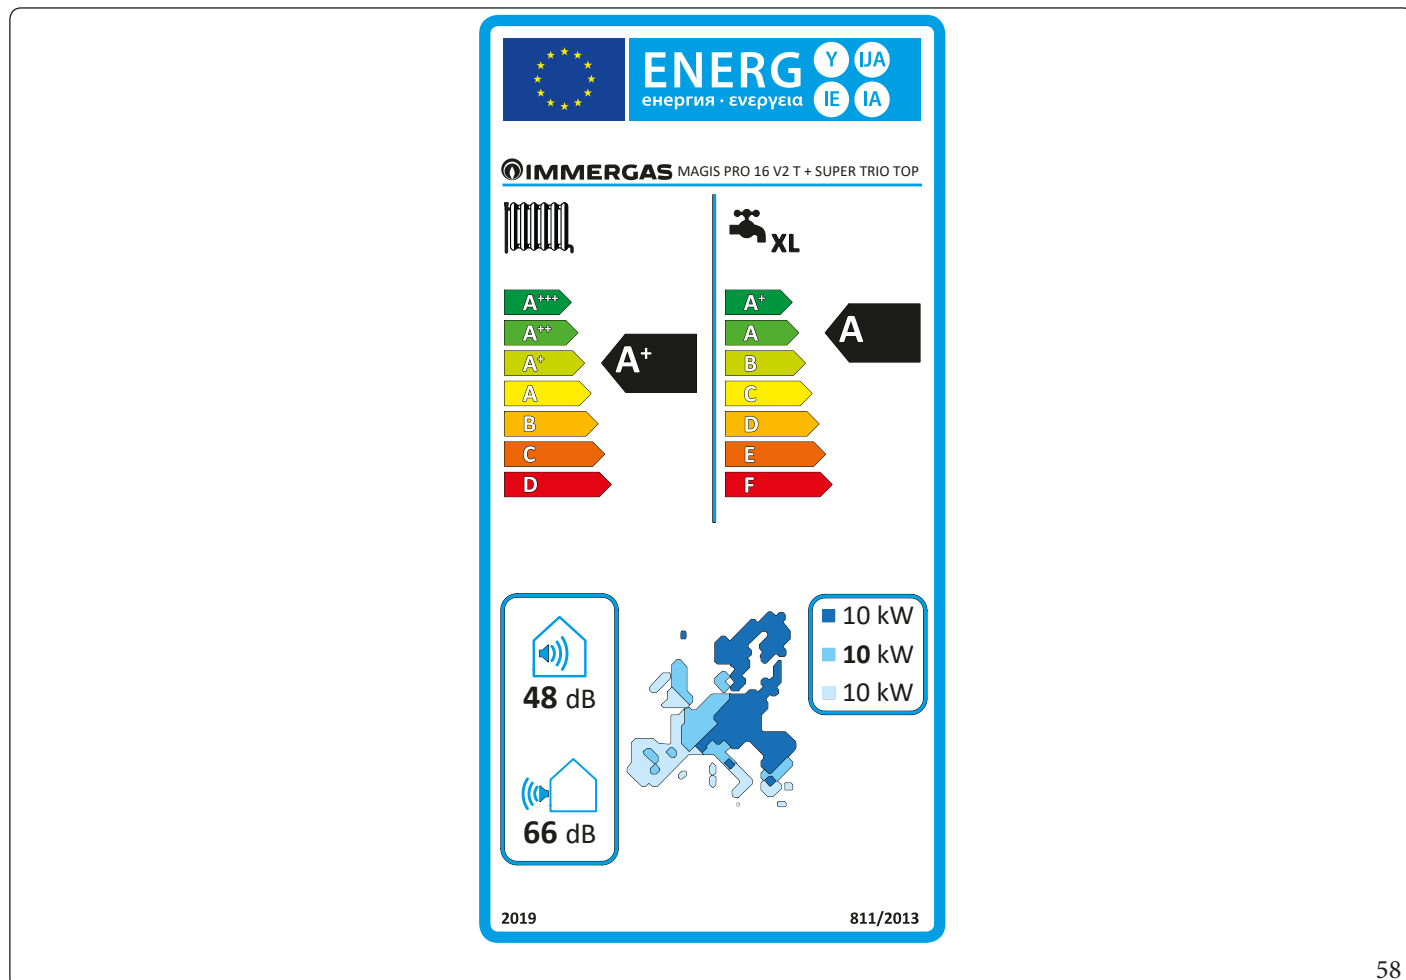 ENERG
енергия · ενεργεια
Y IJA
IE IA
IMMERGAS MAGIS PRO 16 V2 T + SUPER TRIO TOP
XL
A+++
A++
A+
A
B
C
D
A+
A+
A
B
C
D
E
F
A
48 dB
66 dB
10 kW
10 kW
10 kW
2019
811/2013
58